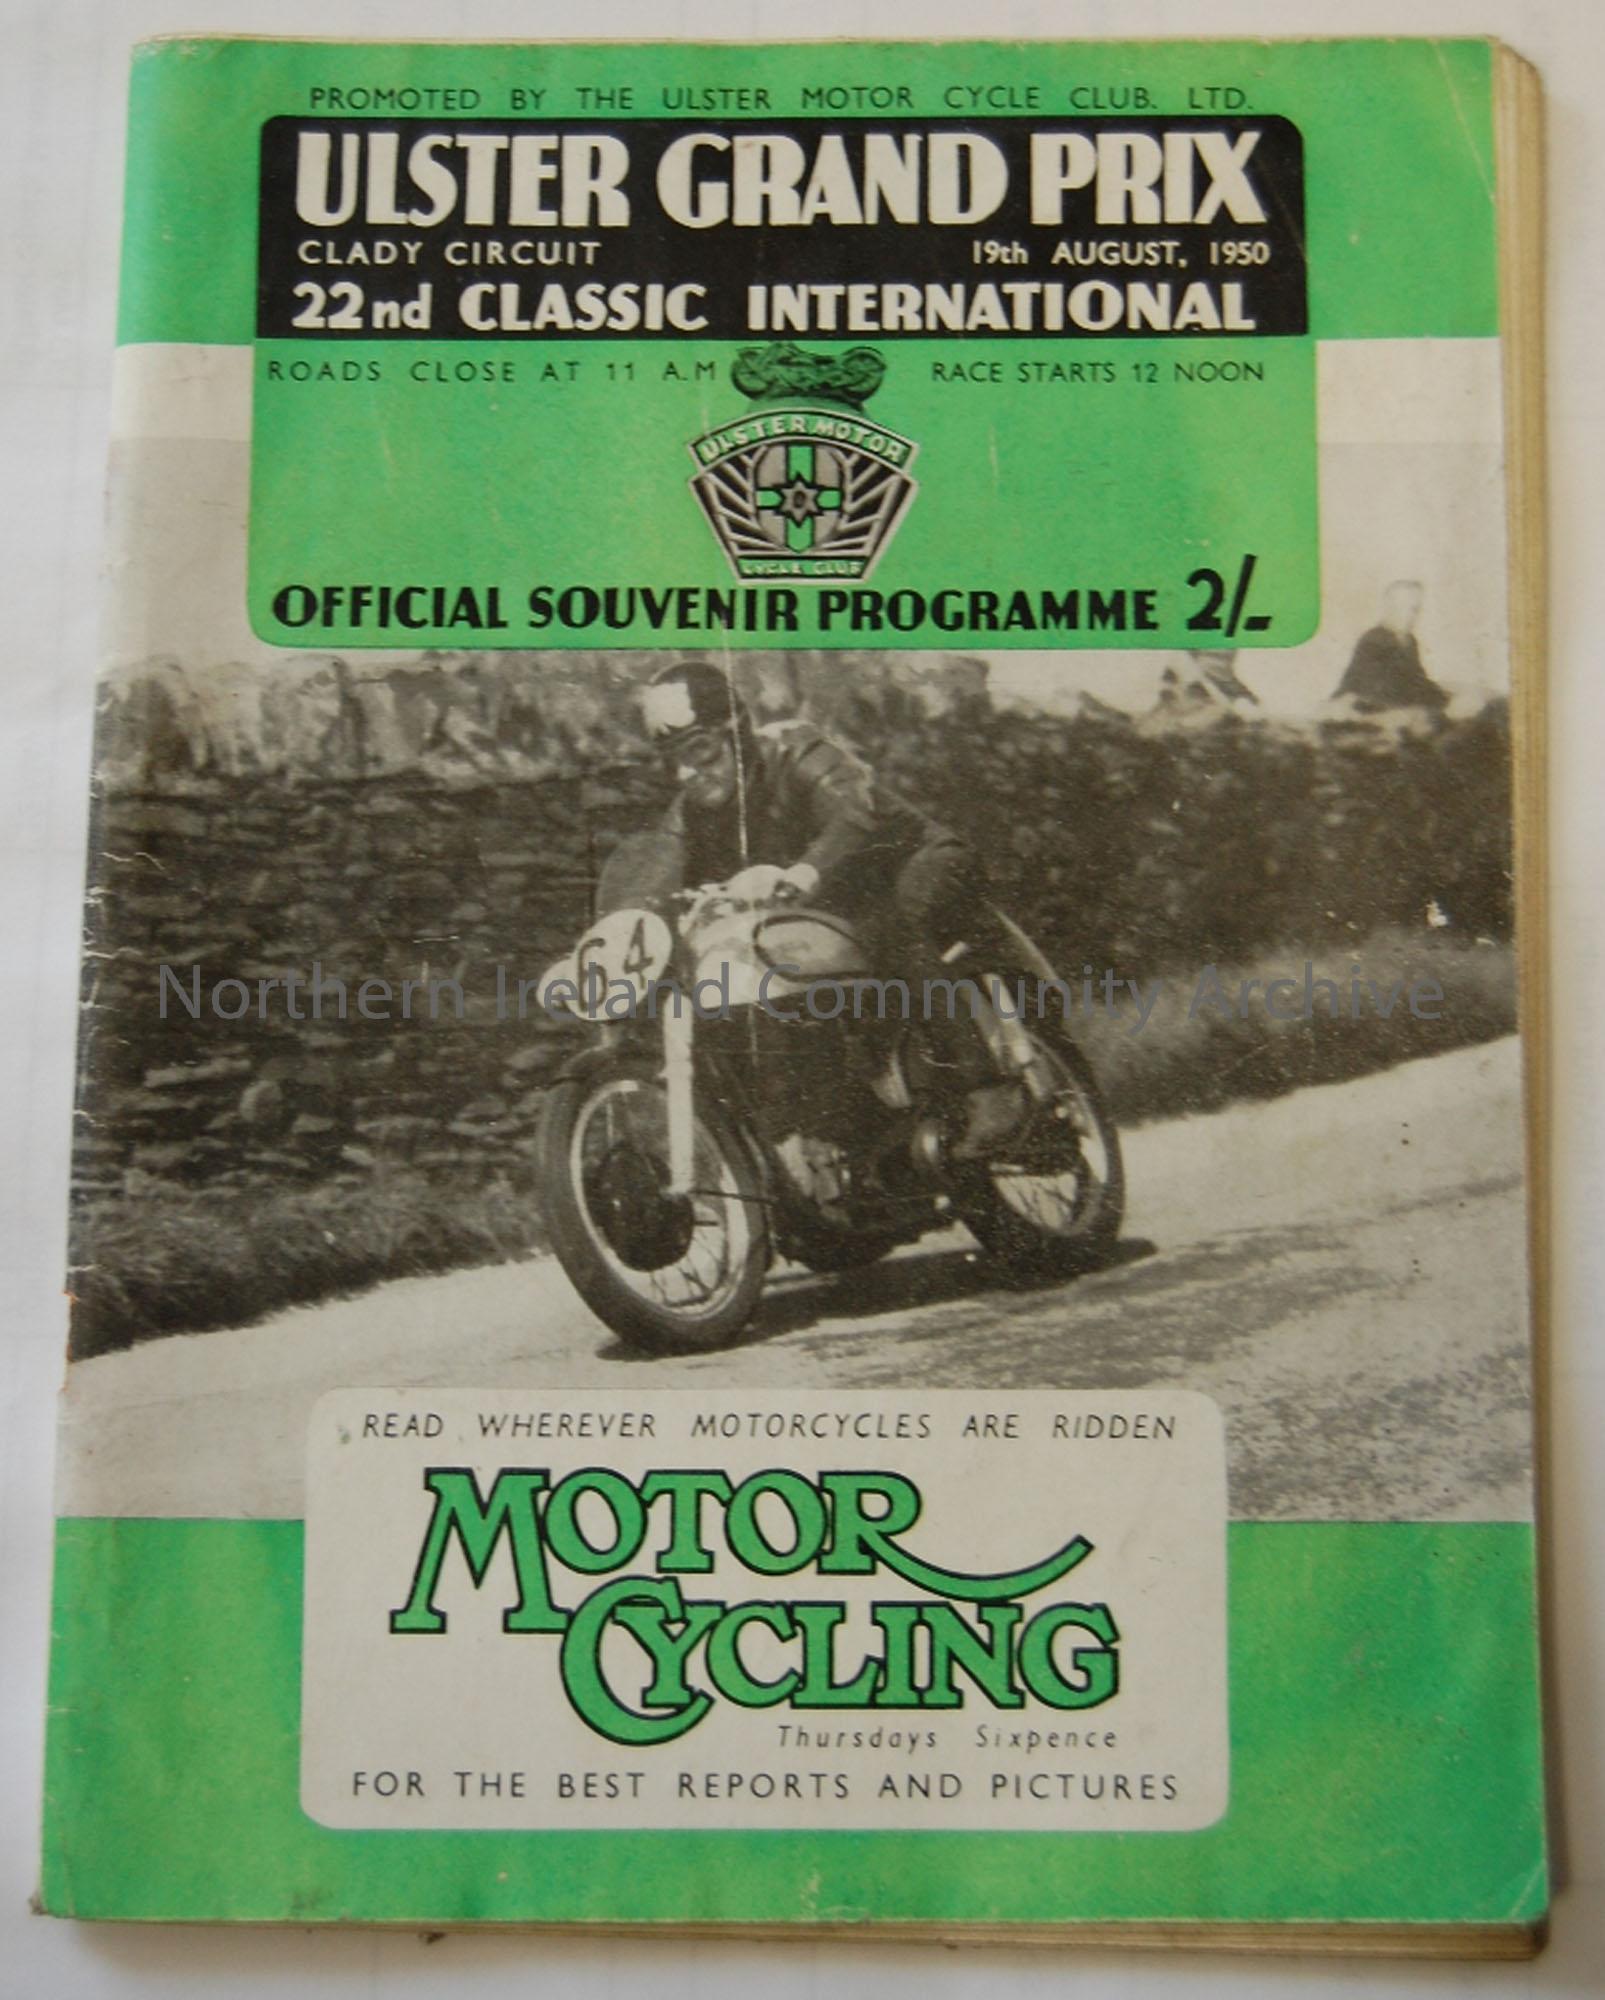 PROMOTED BY THE ULSTER MOTOR CYCLE CLUB. LTD.
ULSTER GRAND PRIX
CLADY CIRCUIT 19th AUGUST, 1950
22nd CLASSIC INTERNATIONAL
ROADS CLOSE AT 11 A.M RACE STARTS 12 NOON
ULSTER MOTOR
CYCLE CLUB
OFFICIAL SOUVENIR PROGRAMME 2/-
64
Northern Ireland Community Archive
READ WHEREVER MOTORCYCLES ARE RIDDEN
MOTOR
CYCLING
Thursdays Sixpence
FOR THE BEST REPORTS AND PICTURES